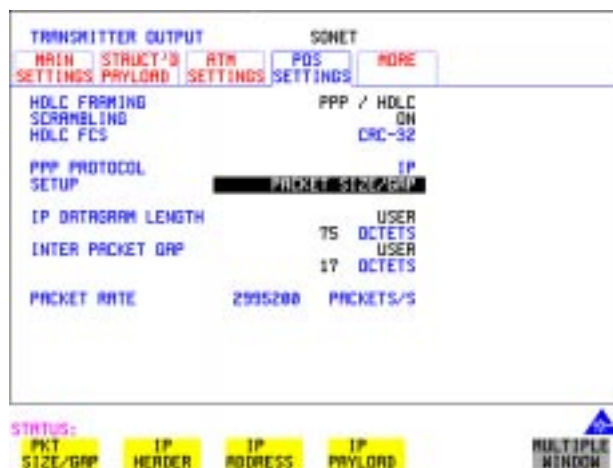 TRANSMITTER OUTPUT SONET
MAIN SETTINGS STRUCT'D PAYLOAD ATM SETTINGS POS SETTINGS MORE
HDLC FRAMING PPP / HDLC
SCRAMBLING ON
HDLC FCS CRC-32
PPP PROTOCOL IP
SETUP PACKET SIZE/GAP
IP DATAGRAM LENGTH USER
75 OCTETS
INTER PACKET GAP USER
17 OCTETS
PACKET RATE 2995200 PACKETS/S
STATUS:
PKT SIZE/GAP IP HEADER IP ADDRESS IP PAYLOAD MULTIPLE WINDOW